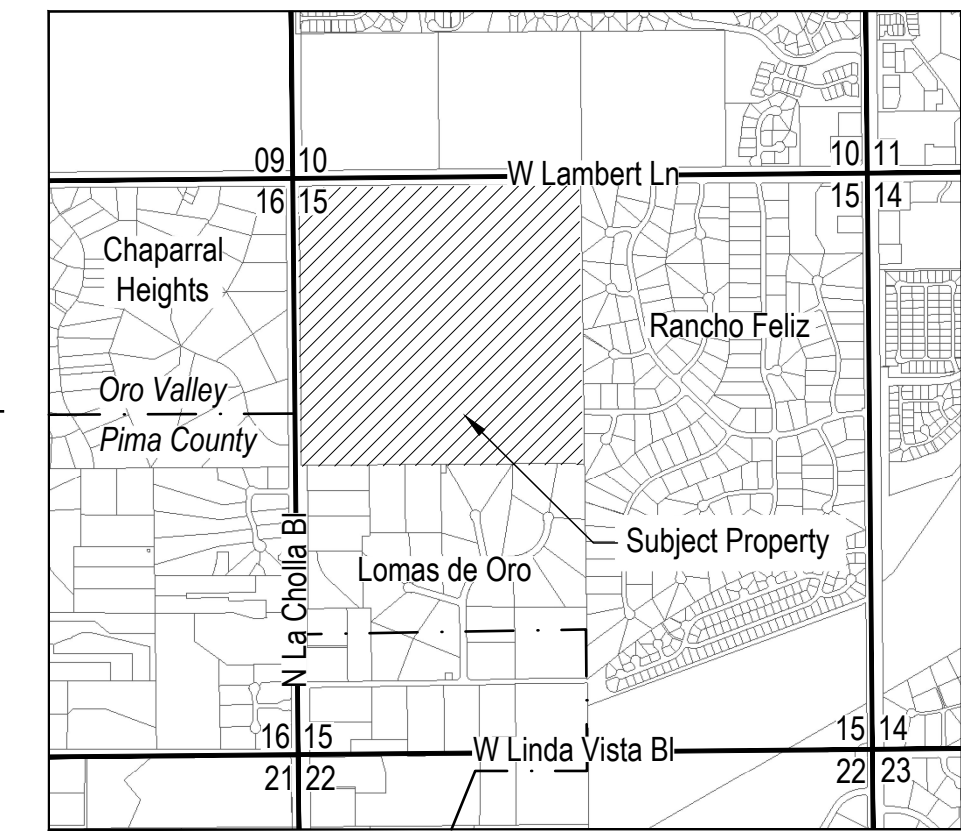 09 10
10 11
W Lambert Ln
16 15
15 14
Chaparral
Heights
Rancho Feliz
Oro Valley
Pima County
N La Cholla Bl
Subject Property
Lomas de Oro
16 15
15 14
W Linda Vista Bl
21 22
22 23